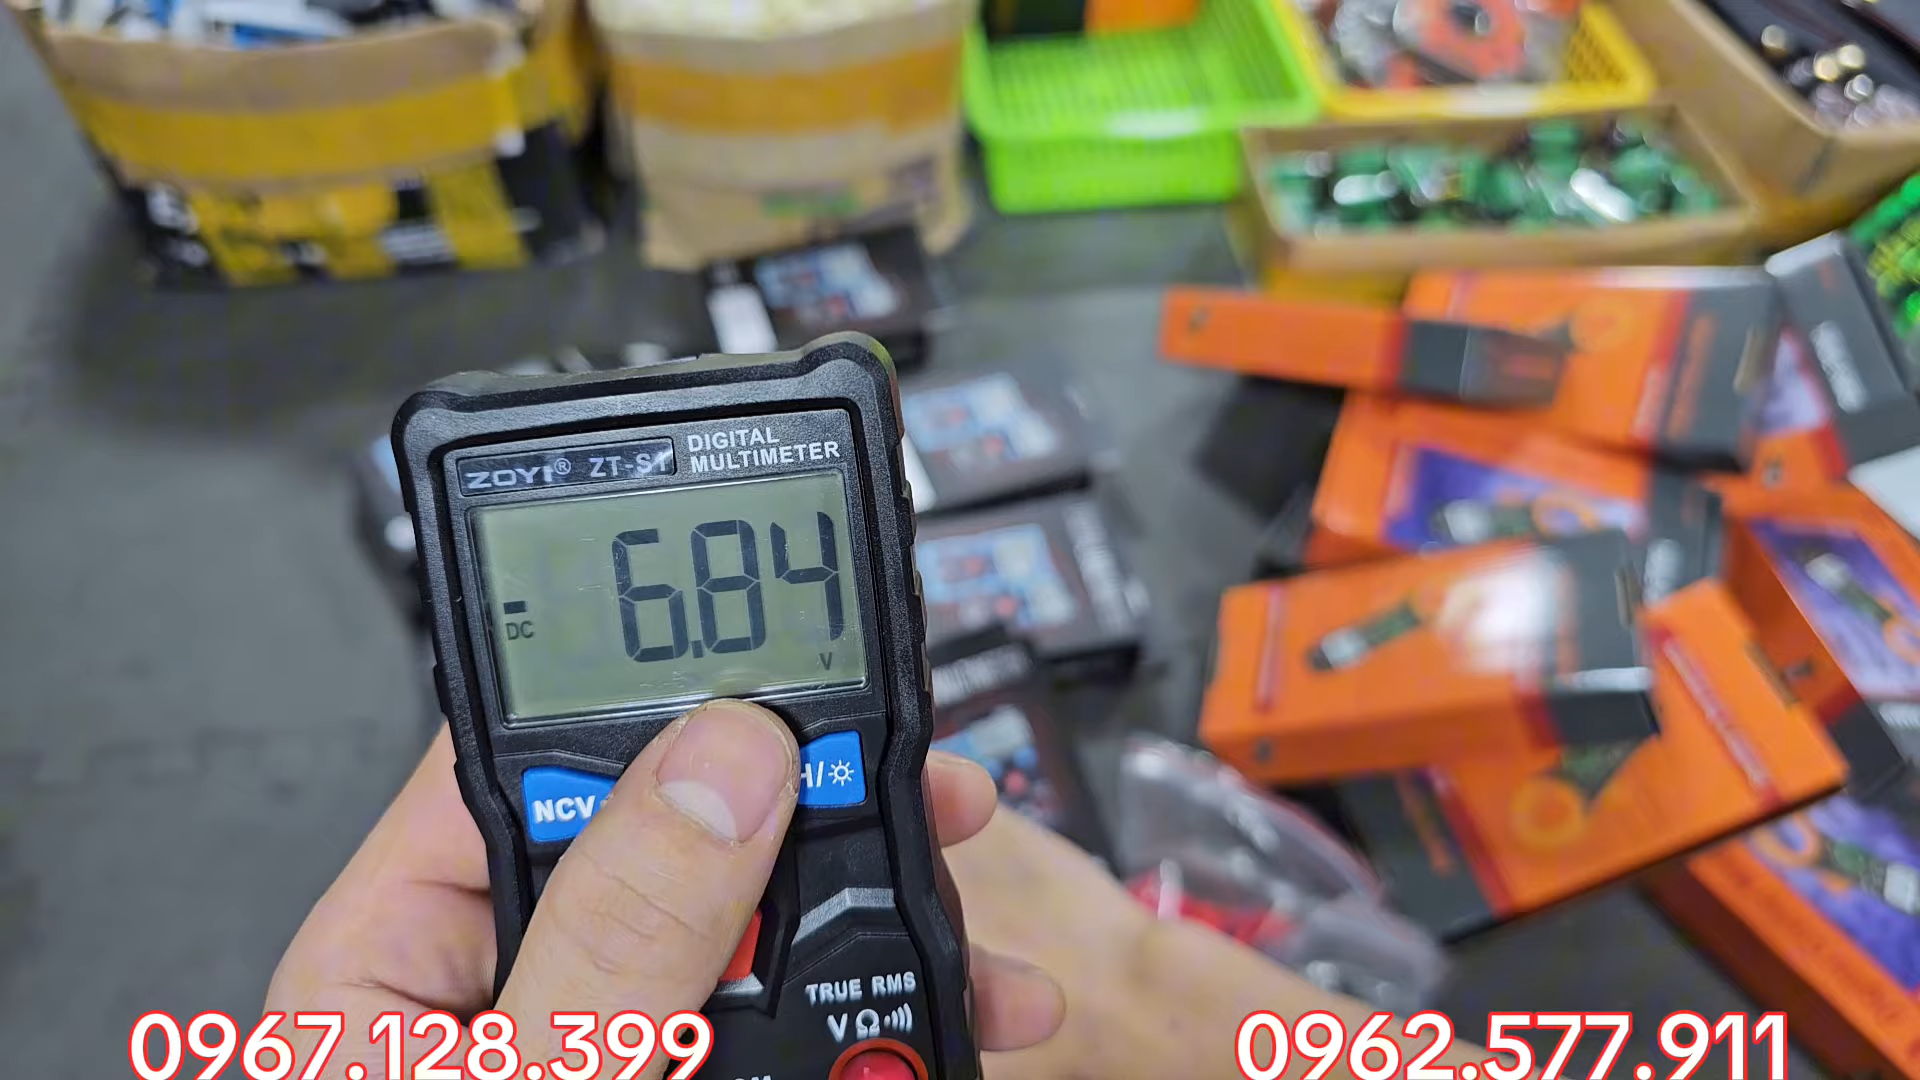 ZOYI® ZT-S1
DIGITAL
MULTIMETER
6.84
DC
V
NCV
H/
TRUE RMS
VΩ
0967.128.399
0962.577.911